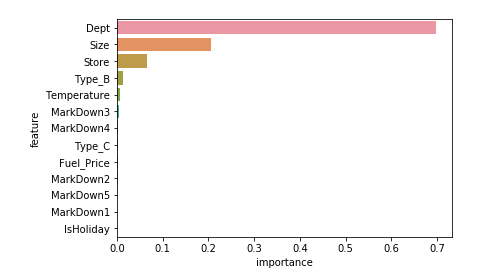 Dept
Size
Store
Type_B
Temperature
MarkDown3
MarkDown4
Type_C
Fuel_Price
MarkDown2
MarkDown5
MarkDown1
IsHoliday
feature
0.0 0.1 0.2 0.3 0.4 0.5 0.6 0.7
importance